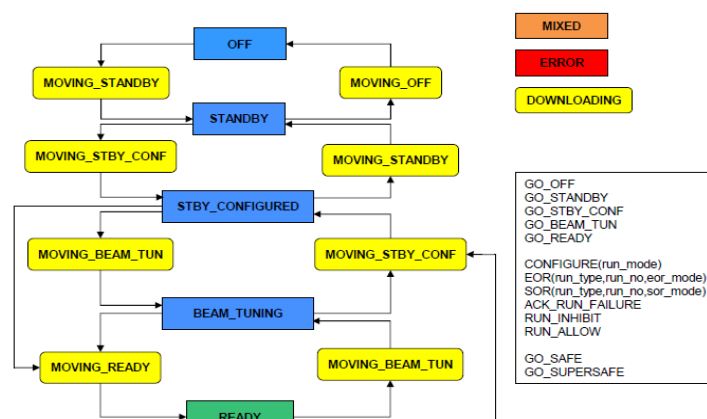 OFF
MIXED
MOVING_STANDBY
MOVING_OFF
ERROR
DOWNLOADING
STANDBY
MOVING_STBY_CONF
MOVING_STANDBY
STBY_CONFIGURED
MOVING_BEAM_TUN
MOVING_STBY_CONF
BEAM_TUNING
MOVING_READY
MOVING_BEAM_TUN
READY
GO_OFF
GO_STANDBY
GO_STBY_CONF
GO_BEAM_TUN
GO_READY
CONFIGURE(run_mode)
EOR(run_type,run_no,eor_mode)
SOR(run_type,run_no,sor_mode)
ACK_RUN_FAILURE
RUN_INHIBIT
RUN_ALLOW
GO_SAFE
GO_SUPERSAFE